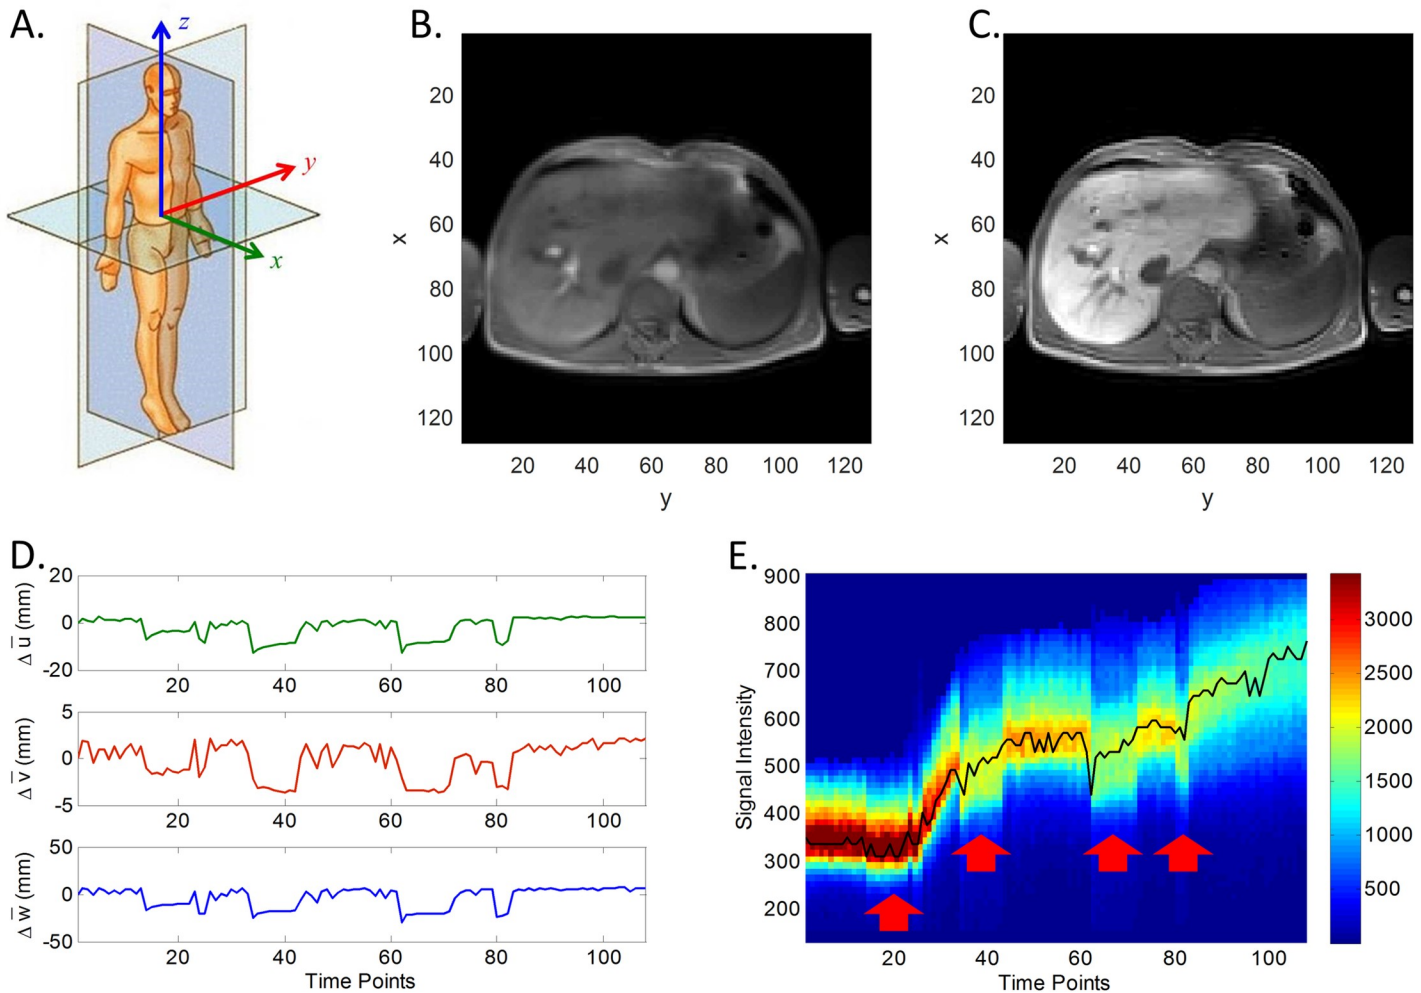 A.
z
y
x
B.
20
40
60
80
100
120
x
20 40 60 80 100 120
y
C.
20
40
60
80
100
120
x
20 40 60 80 100 120
y
D.
20
0
-20
Δ u̅ (mm)
20 40 60 80 100
5
0
-5
Δ v̅ (mm)
20 40 60 80 100
50
0
-50
Δ w̅ (mm)
20 40 60 80 100
Time Points
E.
900
800
700
600
500
400
300
200
Signal Intensity
20 40 60 80 100
Time Points
3000
2500
2000
1500
1000
500